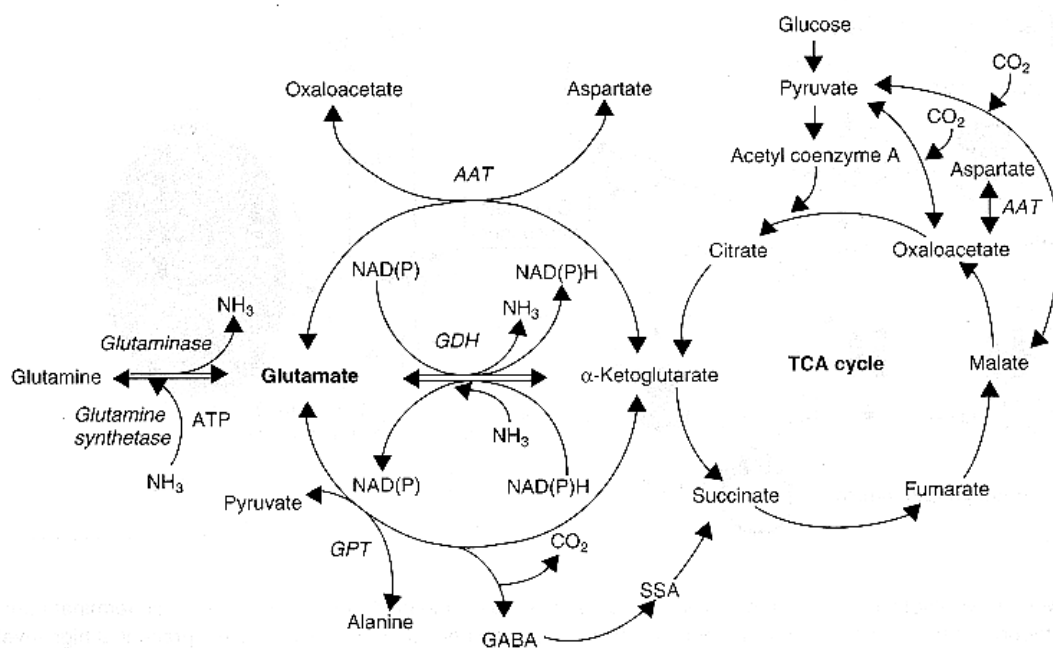 Glucose
CO₂
Oxaloacetate
Aspartate
Pyruvate
CO₂
Acetyl coenzyme A
Aspartate
AAT
AAT
Citrate
Oxaloacetate
NAD(P)
NAD(P)H
NH₃
NH₃
GDH
Glutaminase
Glutamine
Glutamate
α-Ketoglutarate
TCA cycle
Malate
Glutamine
synthetase
ATP
NH₃
NH₃
NAD(P)
NAD(P)H
Pyruvate
Succinate
Fumarate
GPT
CO₂
SSA
Alanine
GABA